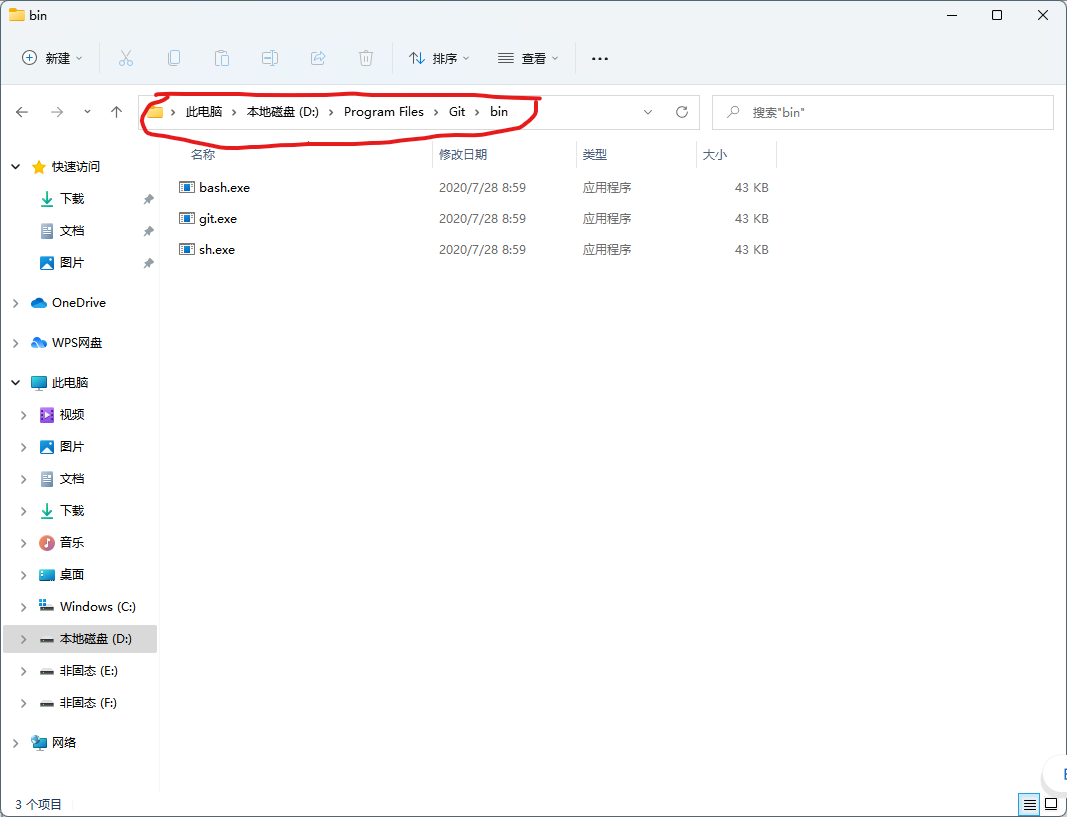 bin
新建
排序
查看
此电脑 › 本地磁盘 (D:) › Program Files › Git › bin
搜索"bin"
名称 修改日期 类型 大小
bash.exe 2020/7/28 8:59 应用程序 43 KB
git.exe 2020/7/28 8:59 应用程序 43 KB
sh.exe 2020/7/28 8:59 应用程序 43 KB
快速访问
下载
文档
图片
OneDrive
WPS网盘
此电脑
视频
图片
文档
下载
音乐
桌面
Windows (C:)
本地磁盘 (D:)
非固态 (E:)
非固态 (F:)
网络
3 个项目